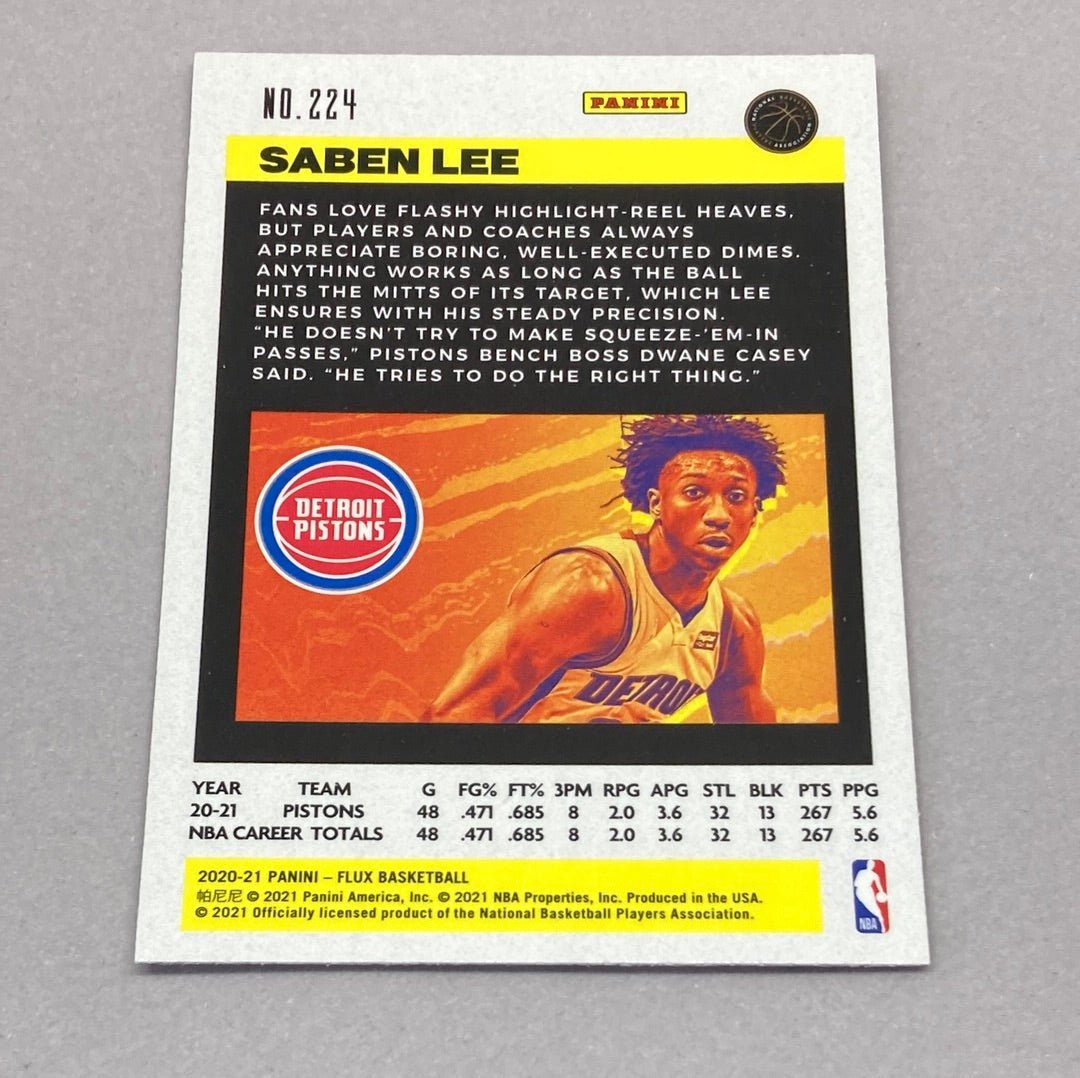 NO. 224
PANINI
NATIONAL BASKETBALL PLAYERS ASSOCIATION
SABEN LEE
FANS LOVE FLASHY HIGHLIGHT-REEL HEAVES,
BUT PLAYERS AND COACHES ALWAYS
APPRECIATE BORING, WELL-EXECUTED DIMES.
ANYTHING WORKS AS LONG AS THE BALL
HITS THE MITTS OF ITS TARGET, WHICH LEE
ENSURES WITH HIS STEADY PRECISION.
“HE DOESN’T TRY TO MAKE SQUEEZE-’EM-IN
PASSES,” PISTONS BENCH BOSS DWANE CASEY
SAID. “HE TRIES TO DO THE RIGHT THING.”
DETROIT
PISTONS
DETROI
YEAR TEAM G FG% FT% 3PM RPG APG STL BLK PTS PPG
20-21 PISTONS 48 .471 .685 8 2.0 3.6 32 13 267 5.6
NBA CAREER TOTALS 48 .471 .685 8 2.0 3.6 32 13 267 5.6
2020-21 PANINI – FLUX BASKETBALL
帕尼尼 © 2021 Panini America, Inc. © 2021 NBA Properties, Inc. Produced in the USA.
© 2021 Officially licensed product of the National Basketball Players Association.
NBA